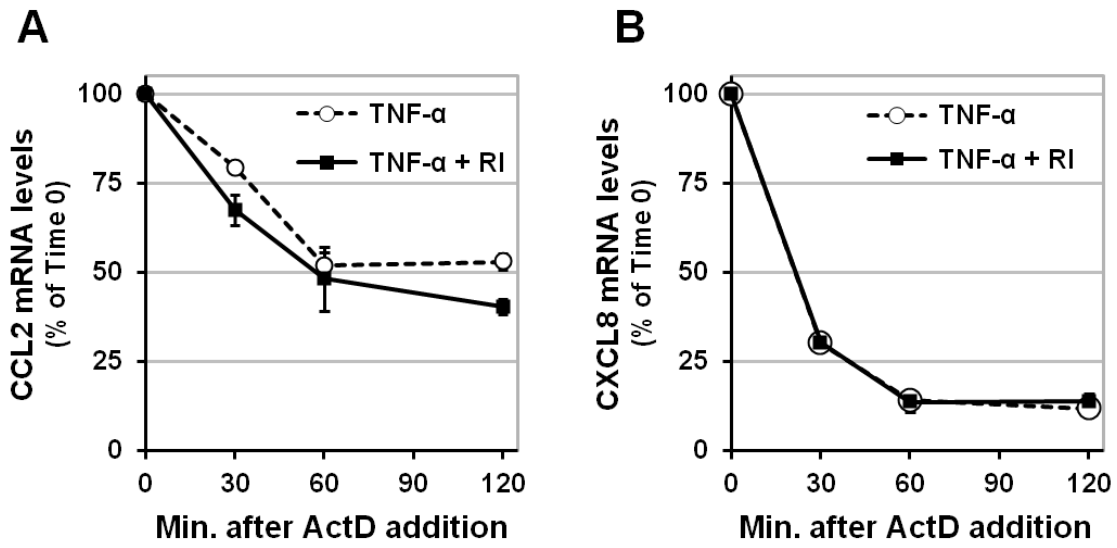 A
CCL2 mRNA levels
(% of Time 0)
100
75
50
25
0
TNF-α
TNF-α + RI
0 30 60 90 120
Min. after ActD addition
B
CXCL8 mRNA levels
(% of Time 0)
100
75
50
25
0
TNF-α
TNF-α + RI
0 30 60 90 120
Min. after ActD addition